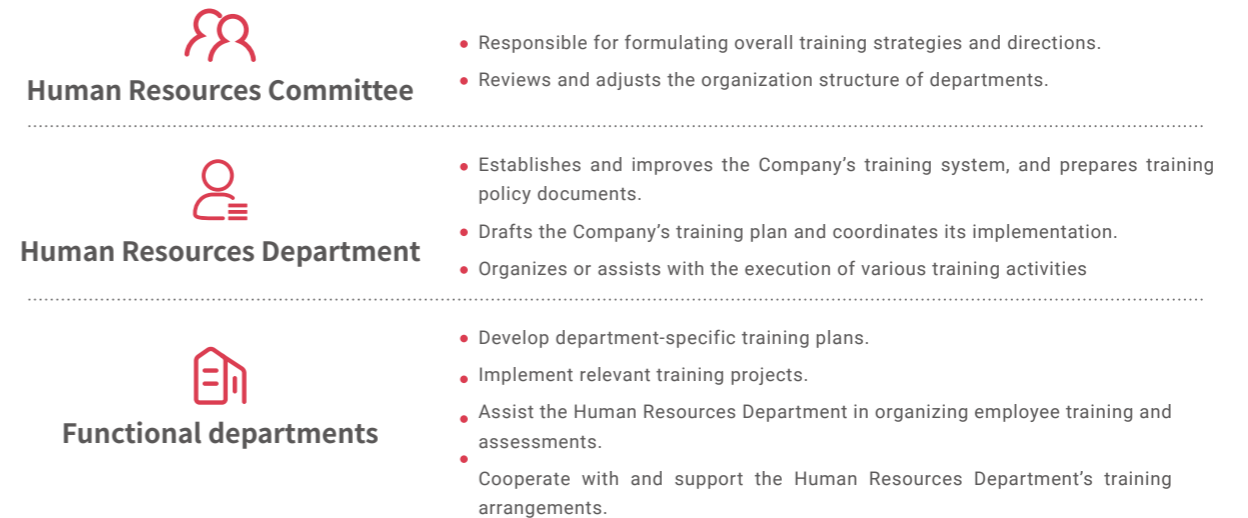 Human Resources Committee
Responsible for formulating overall training strategies and directions.
Reviews and adjusts the organization structure of departments.
Human Resources Department
Establishes and improves the Company’s training system, and prepares training
policy documents.
Drafts the Company’s training plan and coordinates its implementation.
Organizes or assists with the execution of various training activities
Functional departments
Develop department-specific training plans.
Implement relevant training projects.
Assist the Human Resources Department in organizing employee training and
assessments.
Cooperate with and support the Human Resources Department’s training
arrangements.